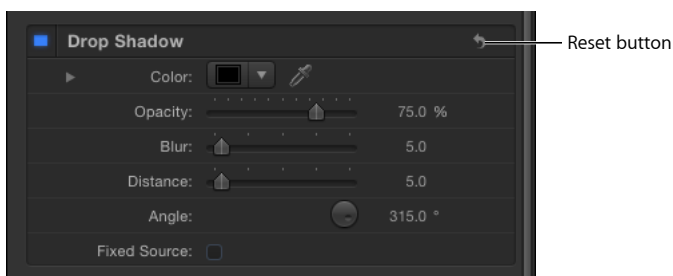 Drop Shadow
Reset button
Color:
Opacity: 75.0 %
Blur: 5.0
Distance: 5.0
Angle: 315.0 °
Fixed Source: